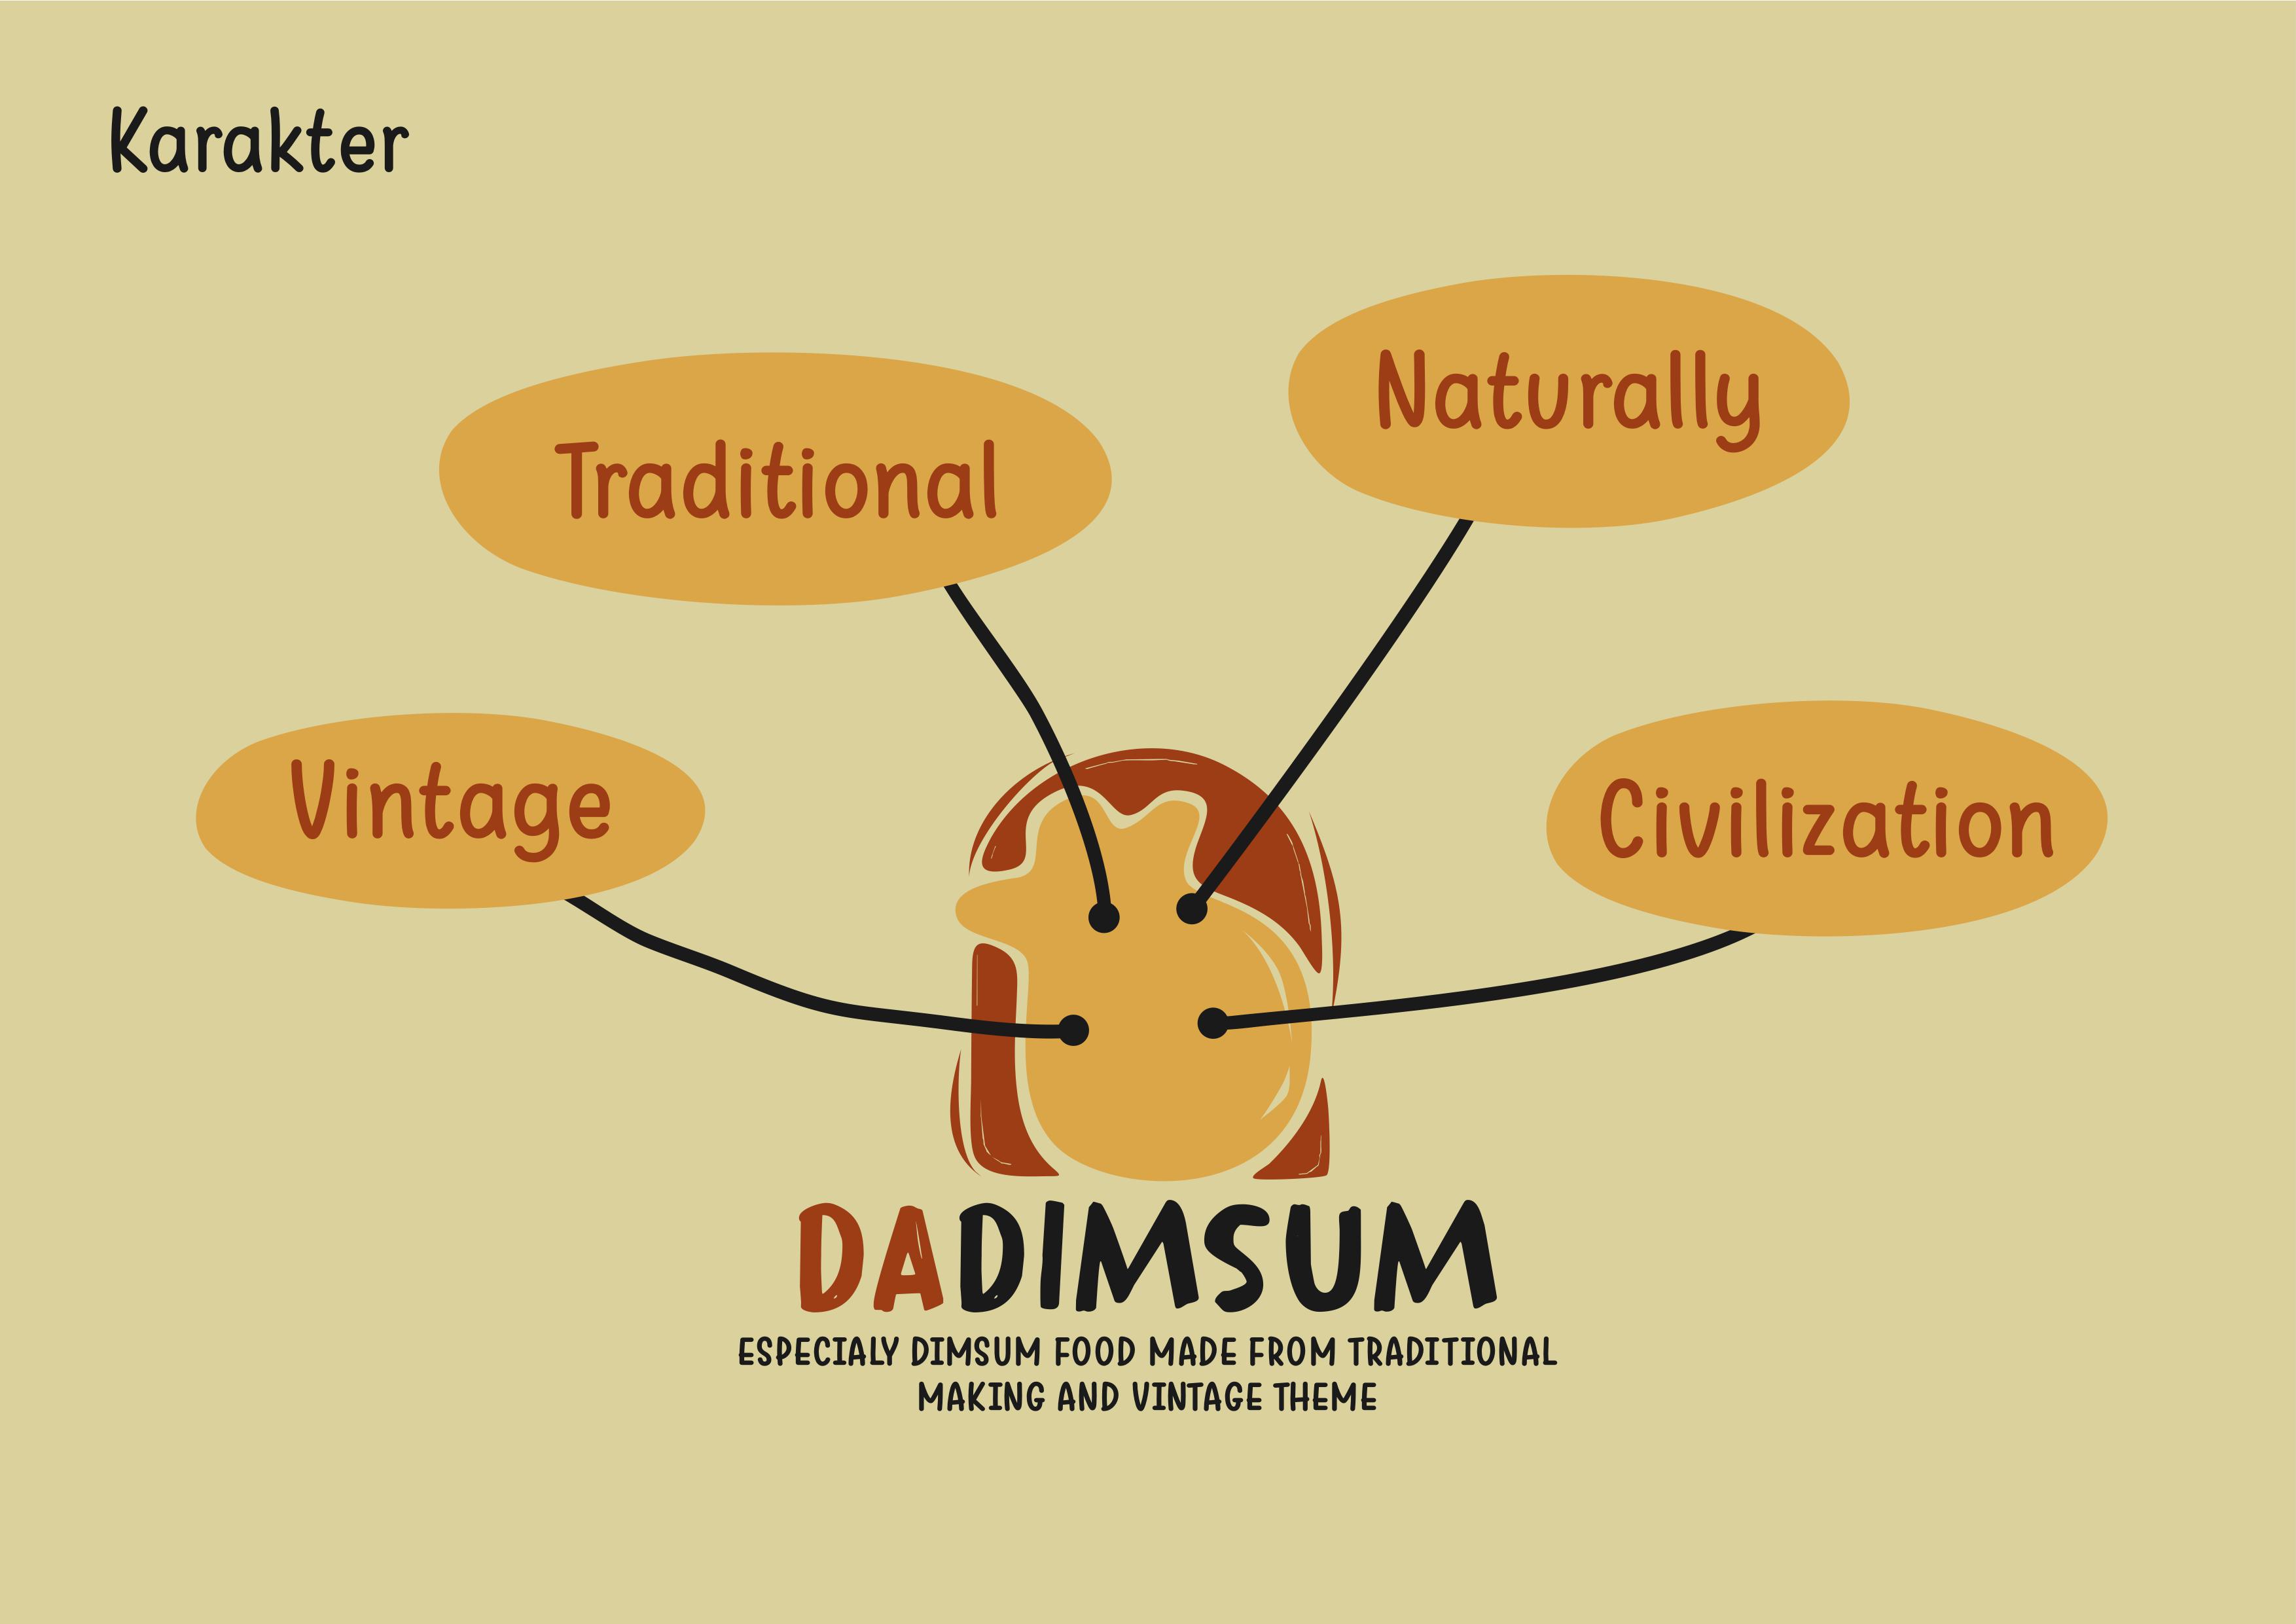 Karakter
Naturally
Traditional
Vintage
Civilization
DADIMSUM
ESPECIALY DIMSUM FOOD MADE FROM TRADITIONAL
MAKING AND VINTAGE THEME